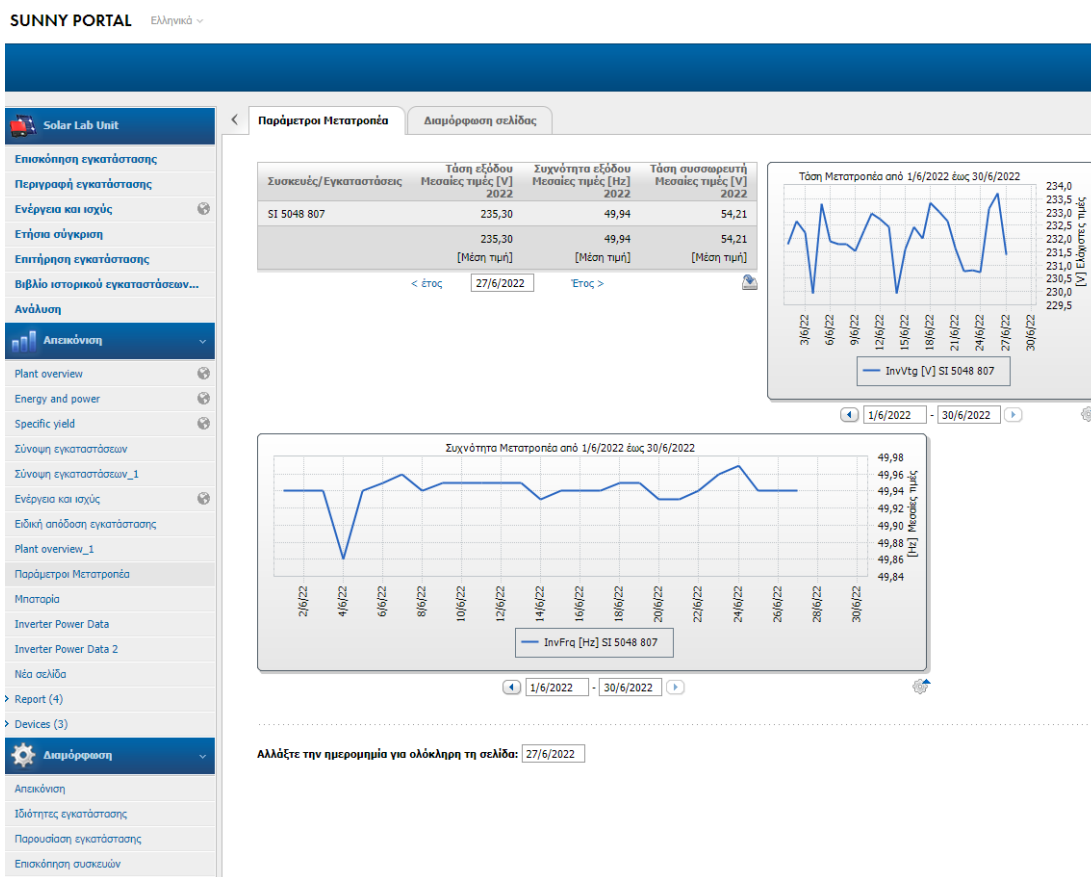 SUNNY PORTAL Ελληνικά
Solar Lab Unit
Επισκόπηση εγκατάστασης
Περιγραφή εγκατάστασης
Ενέργεια και ισχύς
Ετήσια σύγκριση
Επιτήρηση εγκατάστασης
Βιβλίο ιστορικού εγκαταστάσεων...
Ανάλυση
Απεικόνιση
Plant overview
Energy and power
Specific yield
Σύνοψη εγκαταστάσεων
Σύνοψη εγκαταστάσεων_1
Ενέργεια και ισχύς
Ειδική απόδοση εγκατάστασης
Plant overview_1
Παράμετροι Μετατροπέα
Μπαταρία
Inverter Power Data
Inverter Power Data 2
Νέα σελίδα
Report (4)
Devices (3)
Διαμόρφωση
Απεικόνιση
Ιδιότητες εγκατάστασης
Παρουσίαση εγκατάστασης
Επισκόπηση συσκευών
Παράμετροι Μετατροπέα Διαμόρφωση σελίδας
Συσκευές/Εγκαταστάσεις
Τάση εξόδου
Μεσαίες τιμές [V]
2022
Συχνότητα εξόδου
Μεσαίες τιμές [Hz]
2022
Τάση συσσωρευτή
Μεσαίες τιμές [V]
2022
SI 5048 807 235,30 49,94 54,21
235,30 49,94 54,21
[Μέση τιμή] [Μέση τιμή] [Μέση τιμή]
< έτος 27/6/2022 Έτος >
Τάση Μετατροπέα από 1/6/2022 έως 30/6/2022
234,0
233,5
233,0
232,5
232,0
231,5
231,0
230,5
230,0
229,5
[V] Ελάχιστες τιμές
3/6/22
6/6/22
9/6/22
12/6/22
15/6/22
18/6/22
21/6/22
24/6/22
27/6/22
30/6/22
InvVtg [V] SI 5048 807
1/6/2022 - 30/6/2022
Συχνότητα Μετατροπέα από 1/6/2022 έως 30/6/2022
49,98
49,96
49,94
49,92
49,90
49,88
49,86
49,84
[Hz] Μεσαίες τιμές
2/6/22
4/6/22
6/6/22
8/6/22
10/6/22
12/6/22
14/6/22
16/6/22
18/6/22
20/6/22
22/6/22
24/6/22
26/6/22
28/6/22
30/6/22
InvFrq [Hz] SI 5048 807
1/6/2022 - 30/6/2022
Αλλάξτε την ημερομημία για ολόκληρη τη σελίδα: 27/6/2022